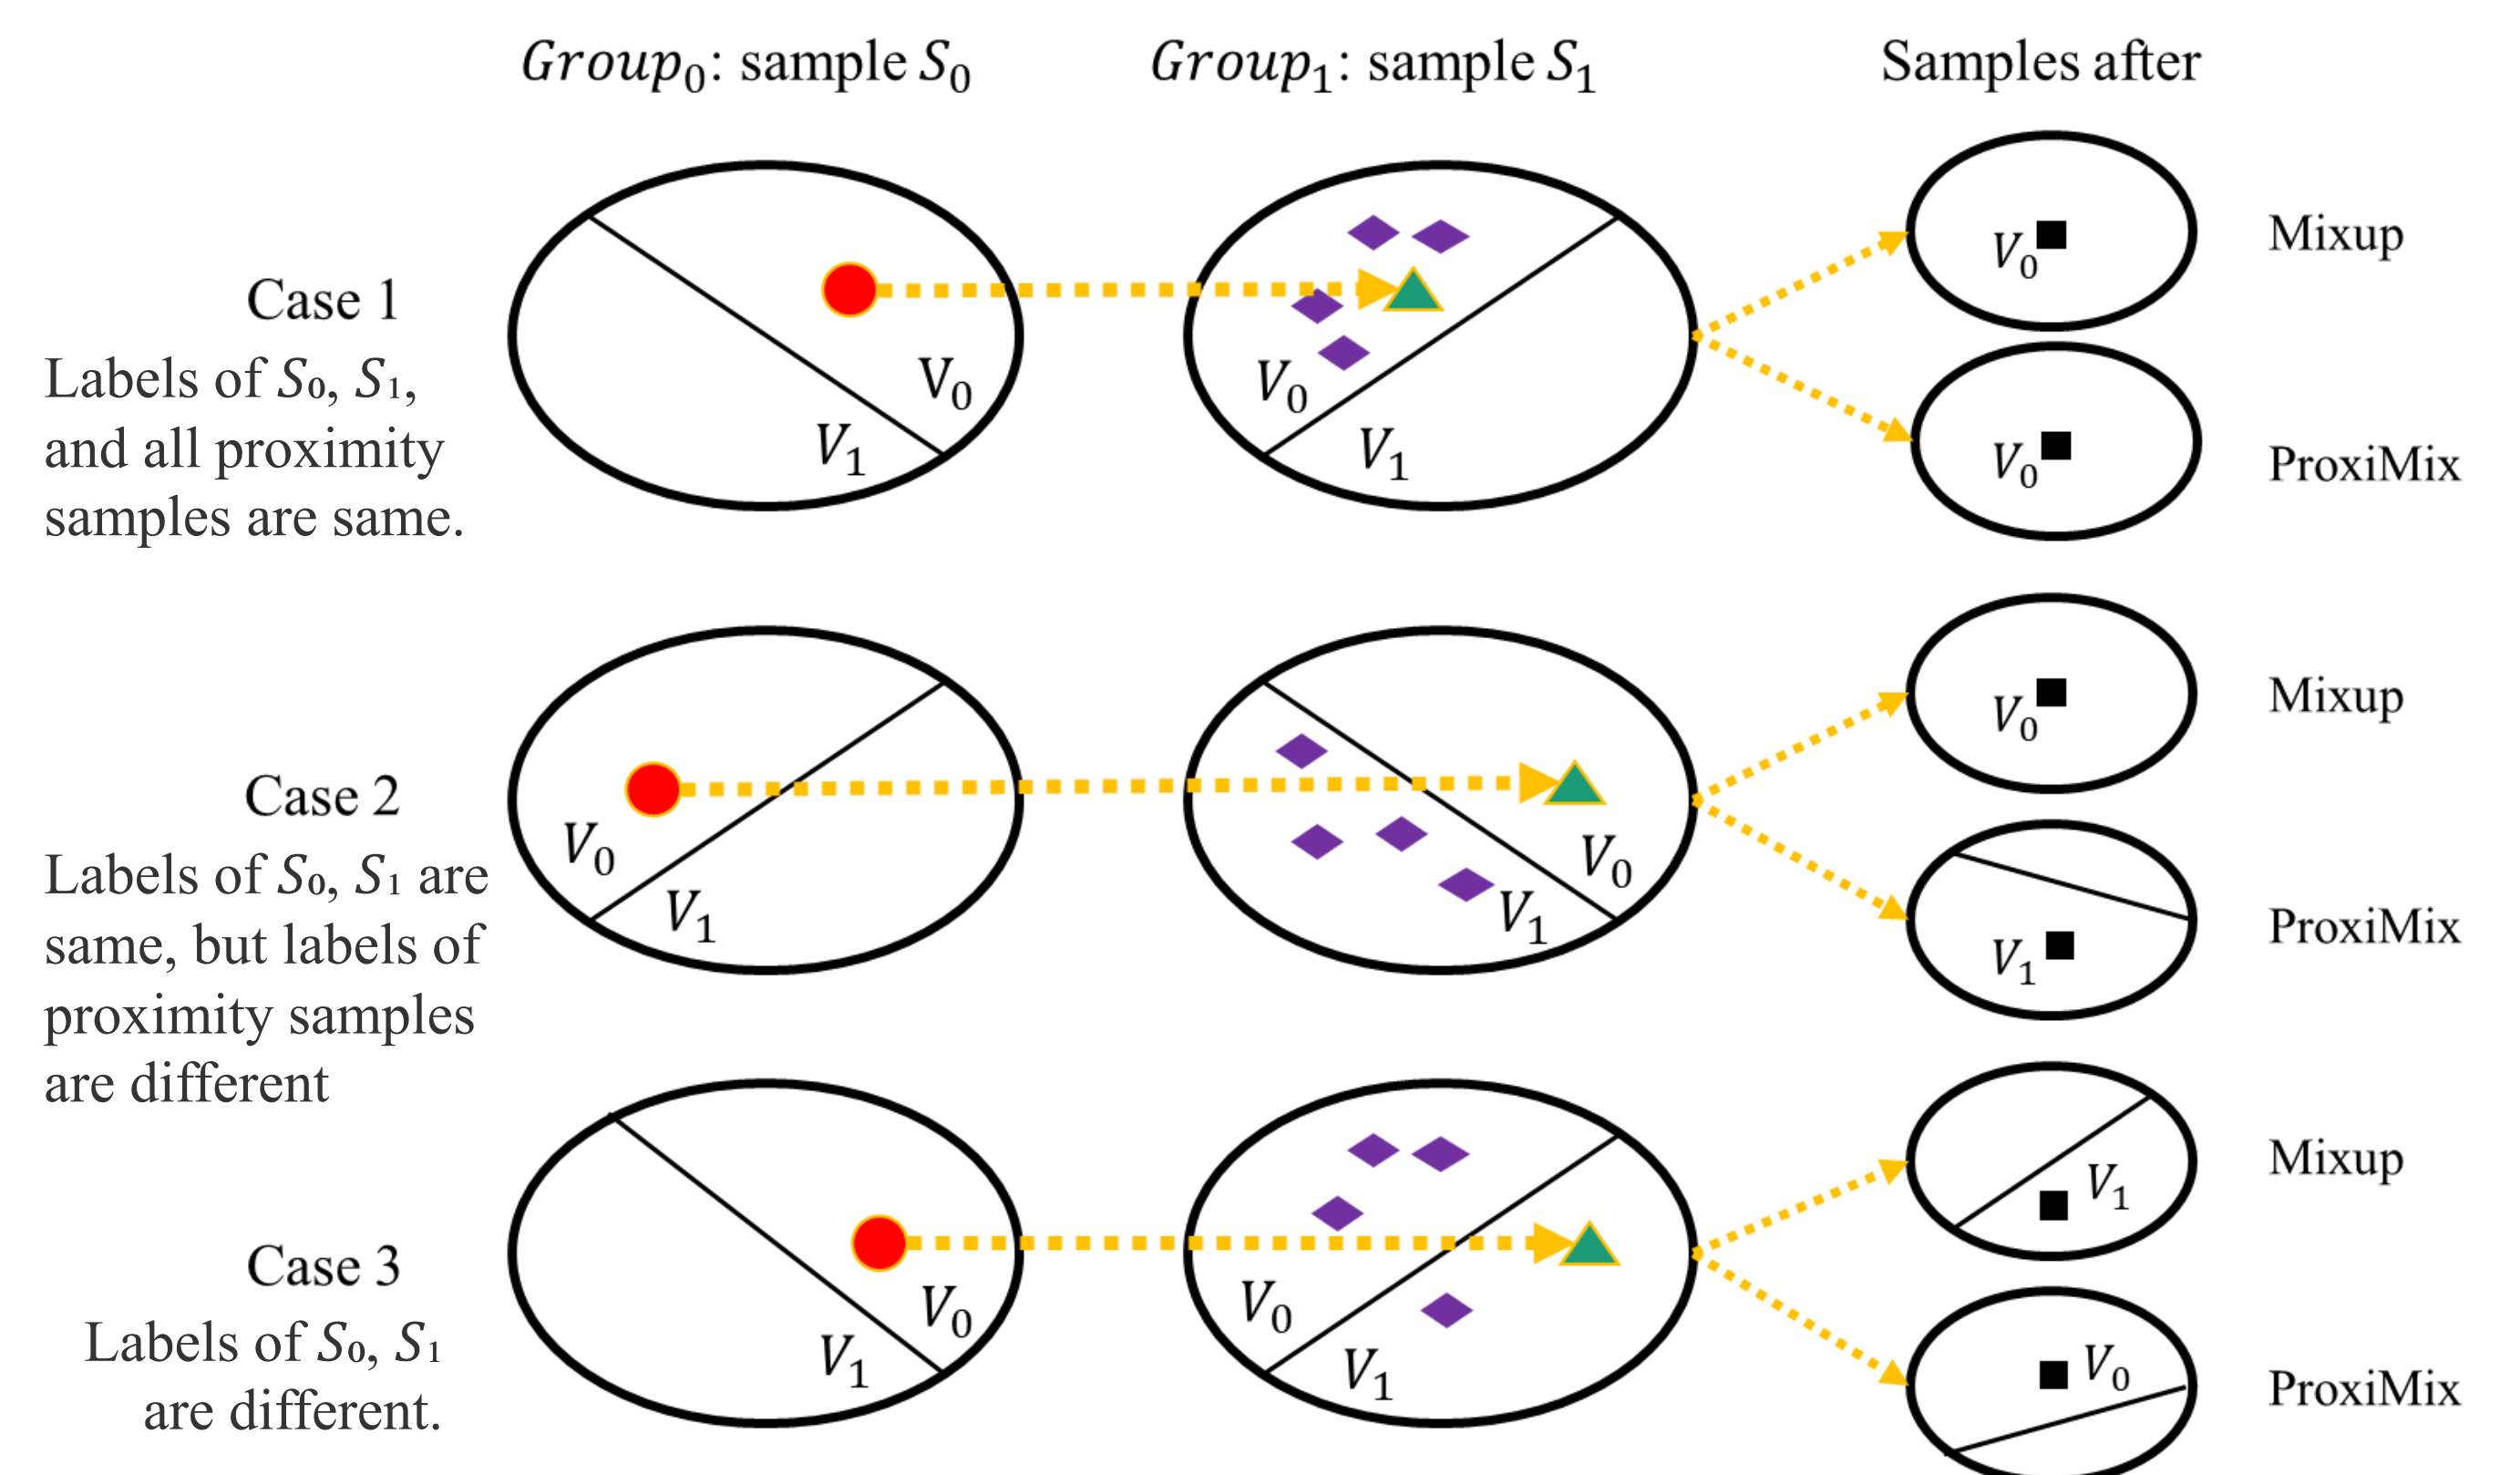 Group₀: sample S₀
Group₁: sample S₁
Samples after
Case 1
Labels of S₀, S₁,
and all proximity
samples are same.
V₀
V₁
V₀
V₁
V₀
Mixup
V₀
ProxiMix
Case 2
Labels of S₀, S₁ are
same, but labels of
proximity samples
are different
V₀
V₁
V₀
V₁
V₀
Mixup
V₁
ProxiMix
Case 3
Labels of S₀, S₁
are different.
V₀
V₁
V₀
V₁
V₁
Mixup
V₀
ProxiMix